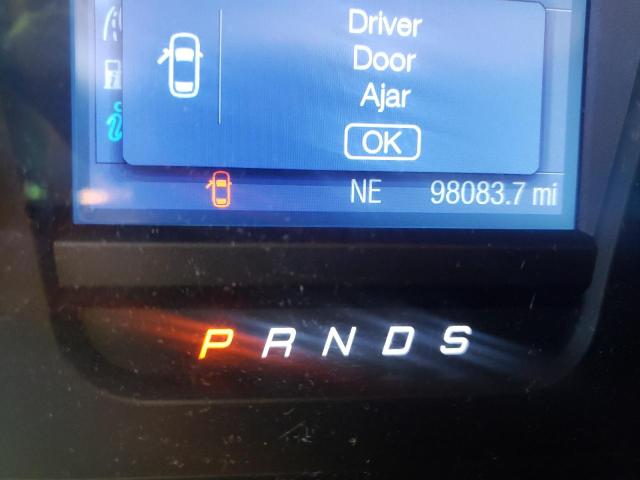 Driver
Door
Ajar
OK
NE 98083.7 mi
P R N D S